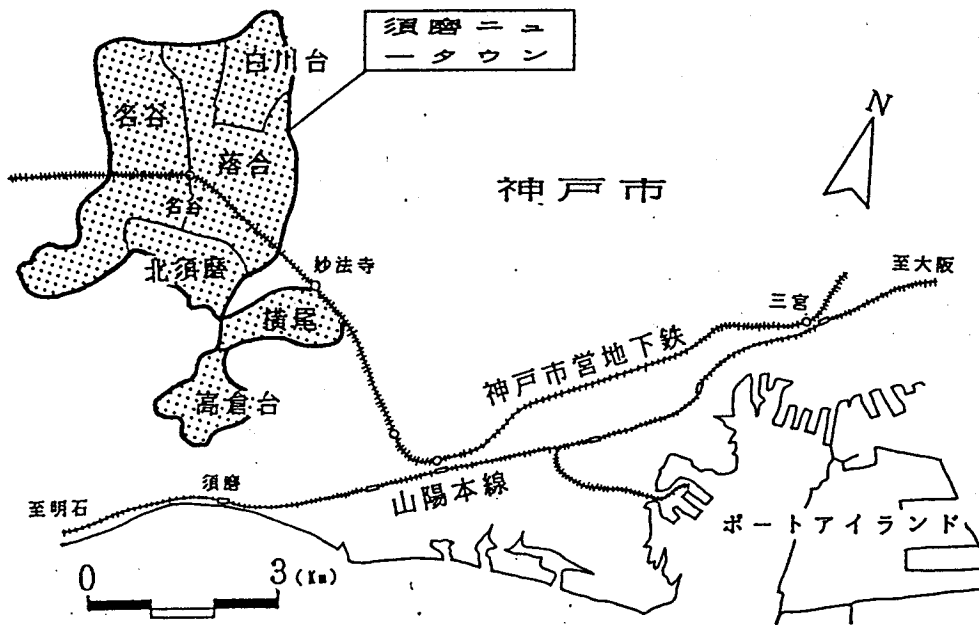 須磨ニュ
ータウン
白川台
名谷
落合
名谷
北須磨
妙法寺
横尾
高倉台
神戸市
N
至大阪
三宮
神戸市営地下鉄
須磨
山陽本線
至明石
ポートアイランド
0 3(Km)